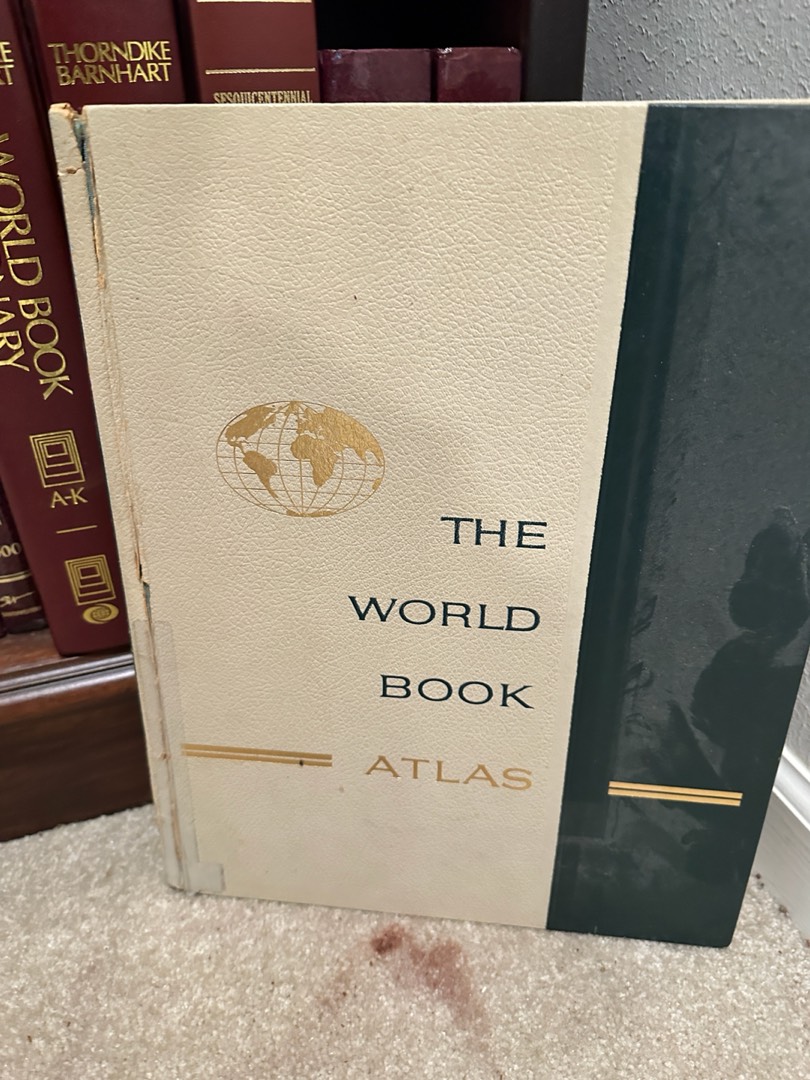 THORNDIKE
BARNHART
WORLD BOOK
A-K
SESQUICENTENNIAL
THE
WORLD
BOOK
ATLAS